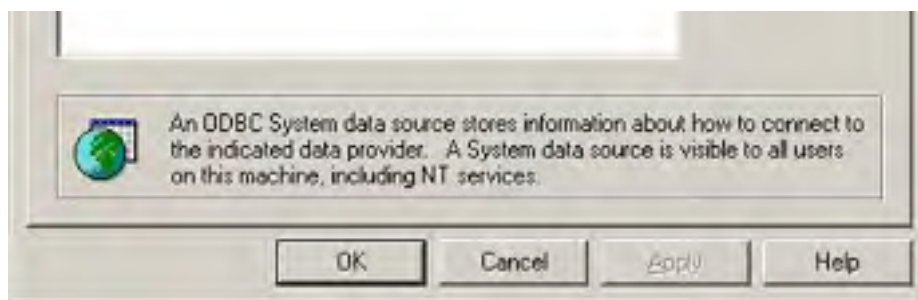 An ODBC System data source stores information about how to connect to
the indicated data provider.   A System data source is visible to all users
on this machine, including NT services.
OK
Cancel
Apply
Help